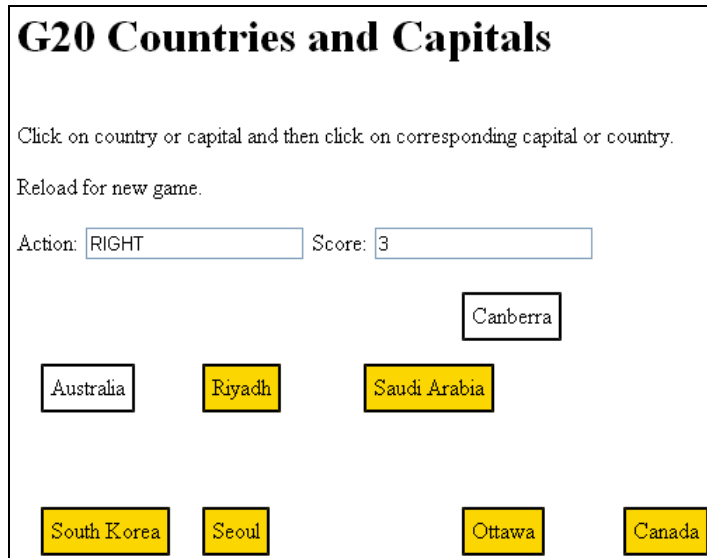 G20 Countries and Capitals
Click on country or capital and then click on corresponding capital or country.
Reload for new game.
Action: RIGHT Score: 3
Canberra
Australia Riyadh Saudi Arabia
South Korea Seoul Ottawa Canada